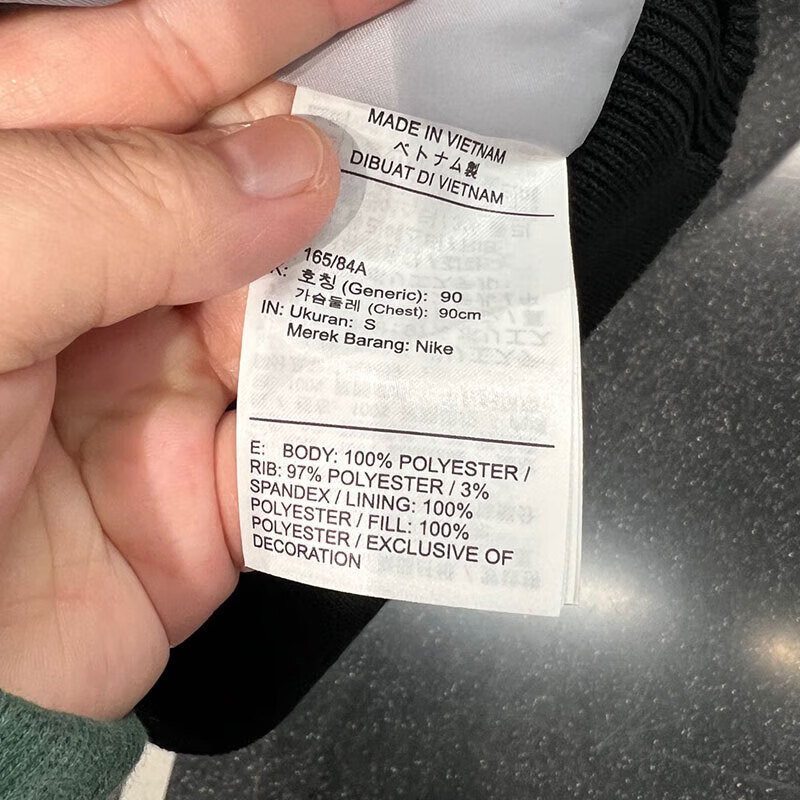 MADE IN VIETNAM
ベトナム製
DIBUAT DI VIETNAM
165/84A
호칭 (Generic): 90
가슴둘레 (Chest): 90cm
IN: Ukuran: S
Merek Barang: Nike
E: BODY: 100% POLYESTER /
RIB: 97% POLYESTER / 3%
SPANDEX / LINING: 100%
POLYESTER / FILL: 100%
POLYESTER / EXCLUSIVE OF
DECORATION